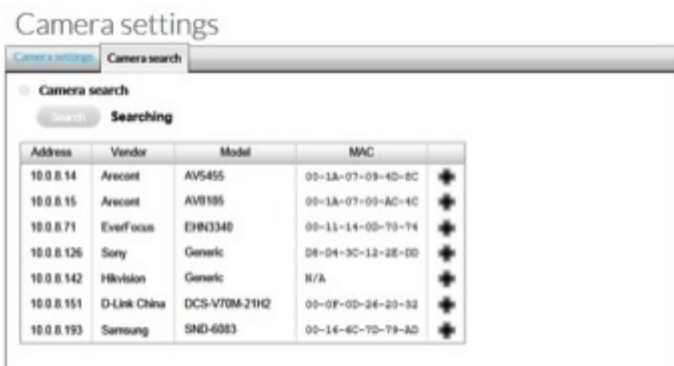 Camera settings
Camera settings Camera search
Camera search
Search Searching
Address Vendor Model MAC
10.0.8.14 Arecont AV5455 00-1A-07-09-4D-8C
10.0.8.15 Arecont AV8185 00-1A-07-00-AC-4C
10.0.8.71 EverFocus EHN3340 00-11-14-0D-70-74
10.0.8.126 Sony Generic D8-D4-3C-12-2E-DD
10.0.8.142 Hikvision Generic N/A
10.0.8.151 D-Link China DCS-V70M-21H2 00-0F-0D-26-20-32
10.0.8.193 Samsung SND-6083 00-16-6C-7D-79-AD